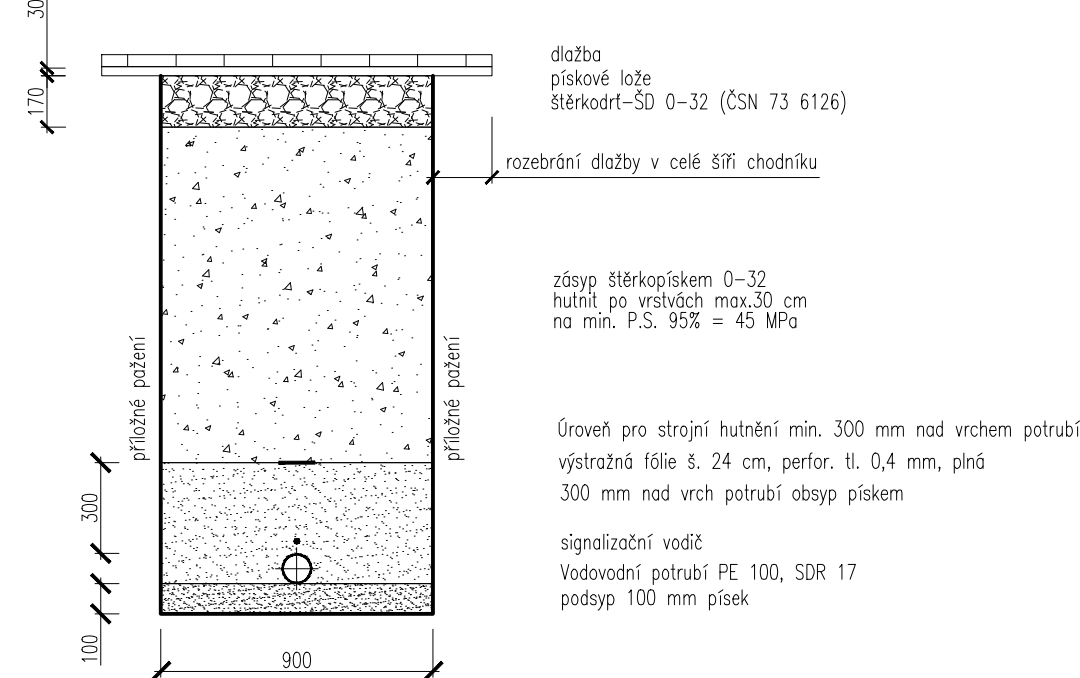 30
dlažba
pískové lože
štěrkodrť-ŠD 0-32 (ČSN 73 6126)
170
rozebrání dlažby v celé šíři chodníku
zásyp štěrkopískem 0-32
hutnit po vrstvách max.30 cm
na min. P.S. 95% = 45 MPa
příložné pažení
příložné pažení
Úroveň pro strojní hutnění min. 300 mm nad vrchem potrubí
výstražná fólie š. 24 cm, perfor. tl. 0,4 mm, plná
300 mm nad vrch potrubí obsyp pískem
300
signalizační vodič
Vodovodní potrubí PE 100, SDR 17
podsyp 100 mm písek
100
900